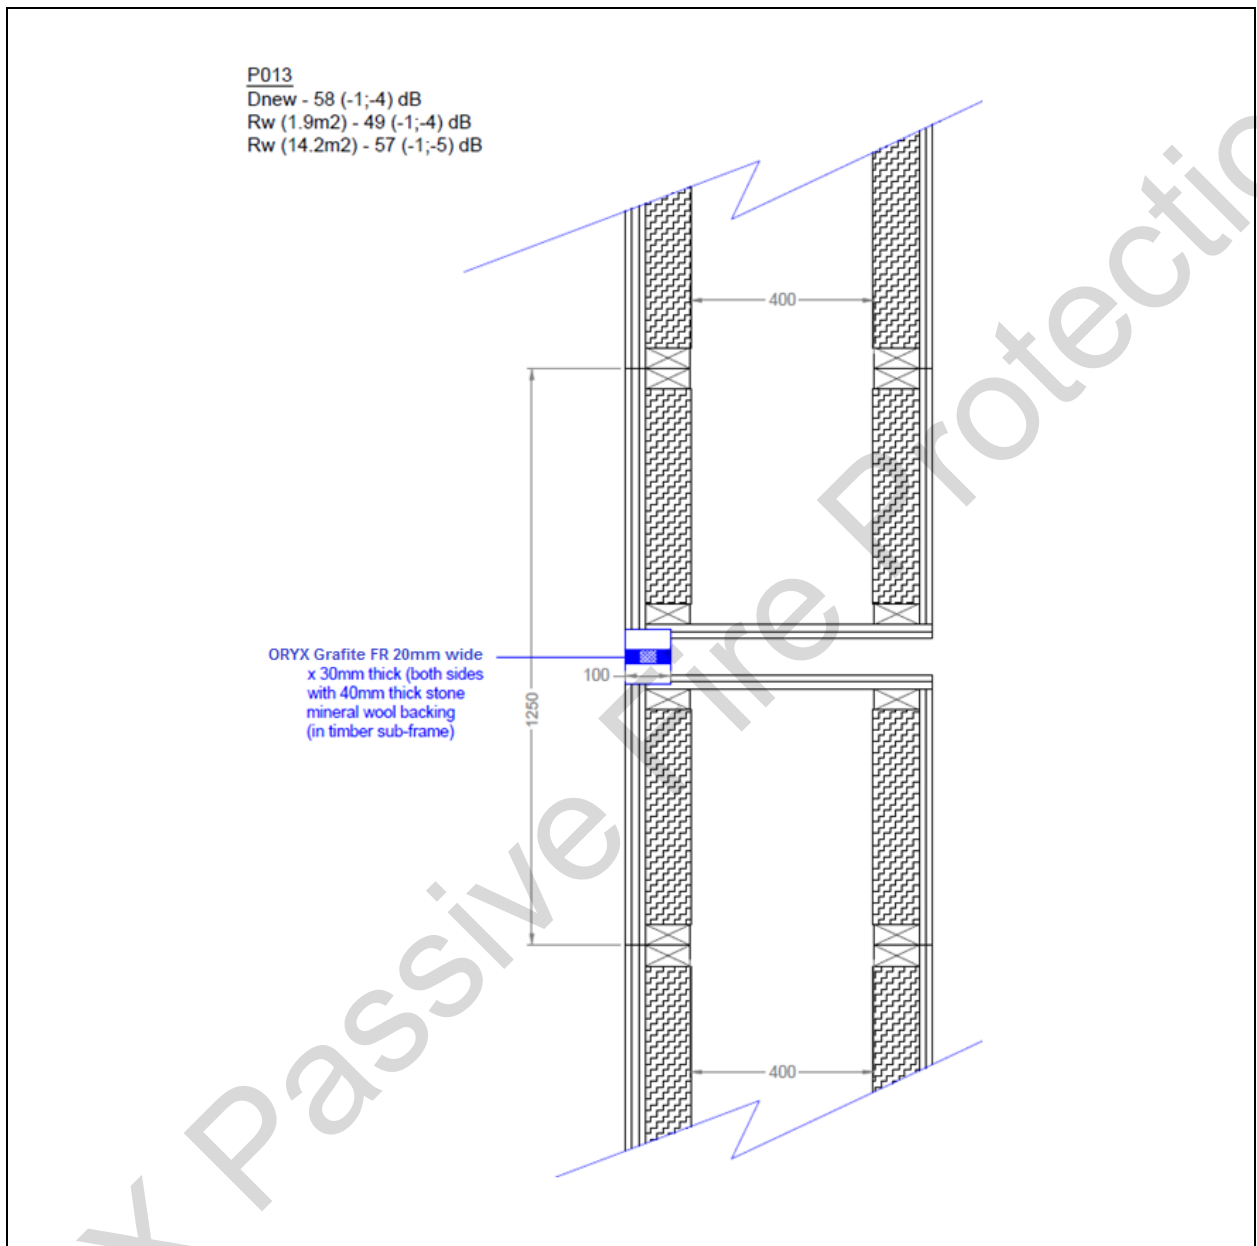 P013
Dnew - 58 (-1;-4) dB
Rw (1.9m2) - 49 (-1;-4) dB
Rw (14.2m2) - 57 (-1;-5) dB
400
ORYX Grafite FR 20mm wide
x 30mm thick (both sides
with 40mm thick stone
mineral wool backing
(in timber sub-frame)
100
1250
400
X Passive Fire Protectio